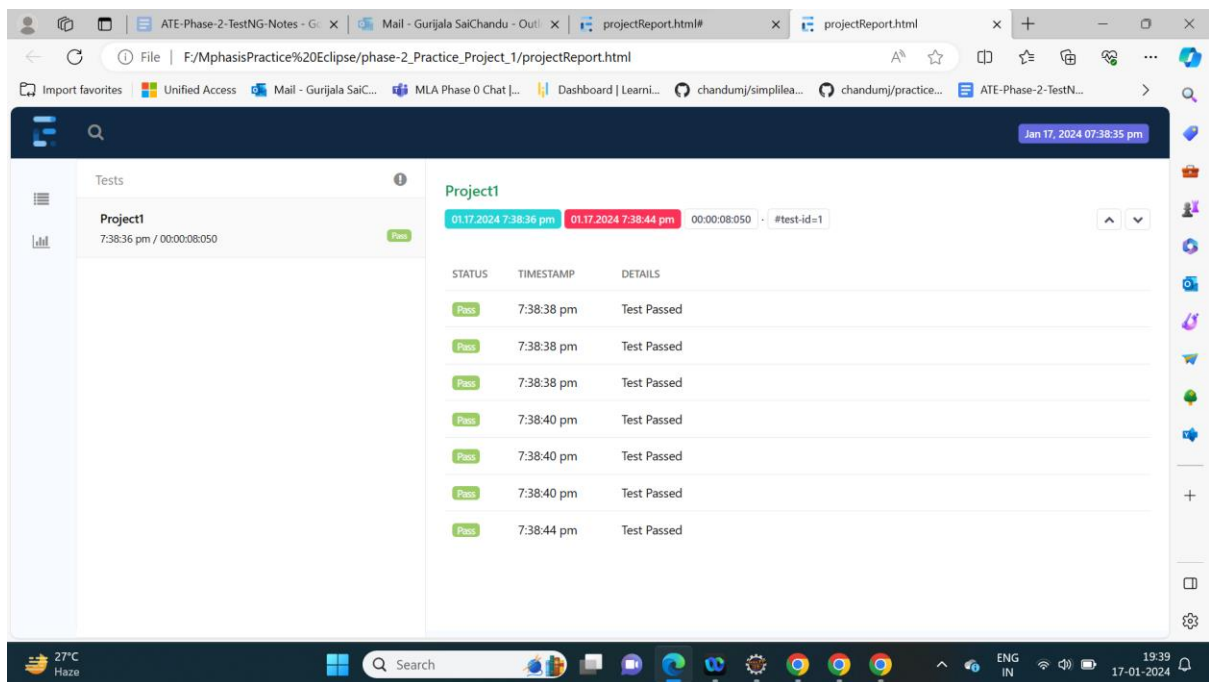 ATE-Phase-2-TestNG-Notes - Go
Mail - Gurijala SaiChandu - Outl
projectReport.html#
projectReport.html
File | F:/MphasisPractice%20Eclipse/phase-2_Practice_Project_1/projectReport.html
Import favorites
Unified Access
Mail - Gurijala SaiC...
MLA Phase 0 Chat |...
Dashboard | Learni...
chandumj/simplilea...
chandumj/practice...
ATE-Phase-2-TestN...
Jan 17, 2024 07:38:35 pm
Tests
Project1
7:38:36 pm / 00:00:08:050 Pass
Project1
01.17.2024 7:38:36 pm 01.17.2024 7:38:44 pm 00:00:08:050 · #test-id=1
STATUS TIMESTAMP DETAILS
Pass 7:38:38 pm Test Passed
Pass 7:38:38 pm Test Passed
Pass 7:38:38 pm Test Passed
Pass 7:38:40 pm Test Passed
Pass 7:38:40 pm Test Passed
Pass 7:38:40 pm Test Passed
Pass 7:38:44 pm Test Passed
27°C
Haze
Search
ENG
IN
19:39
17-01-2024